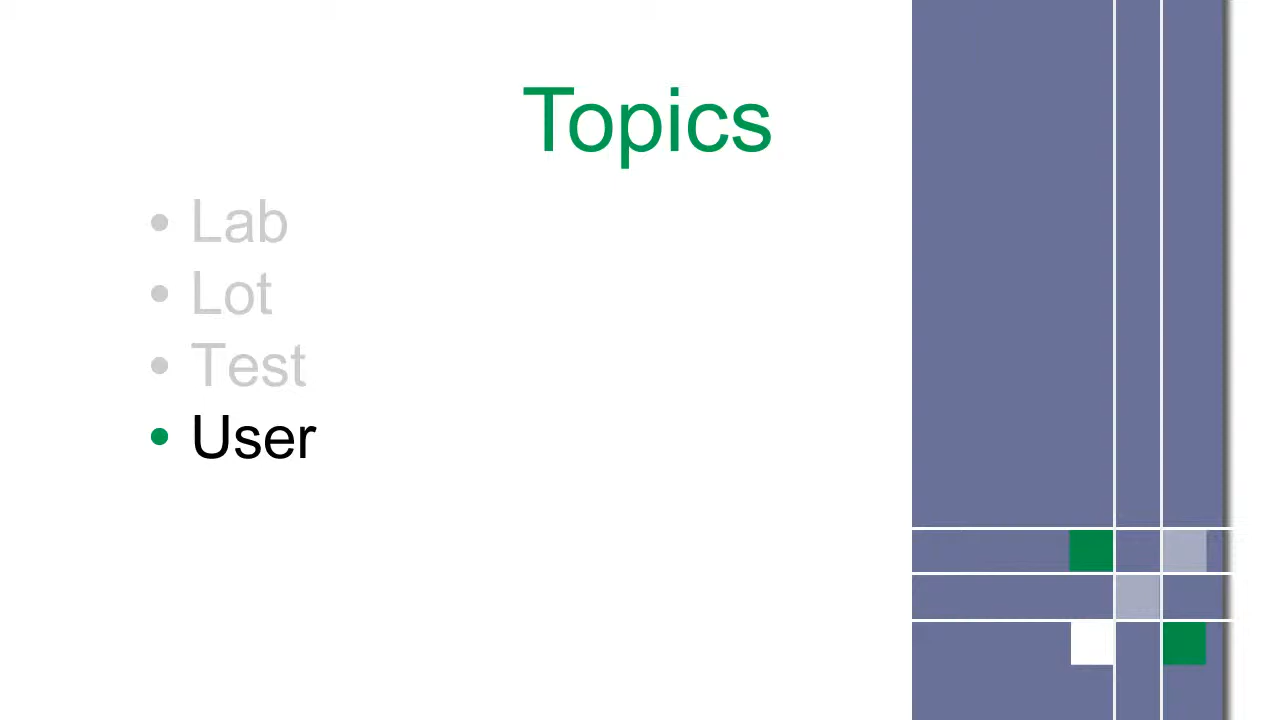 Topics
• Lab
• Lot
• Test
• User